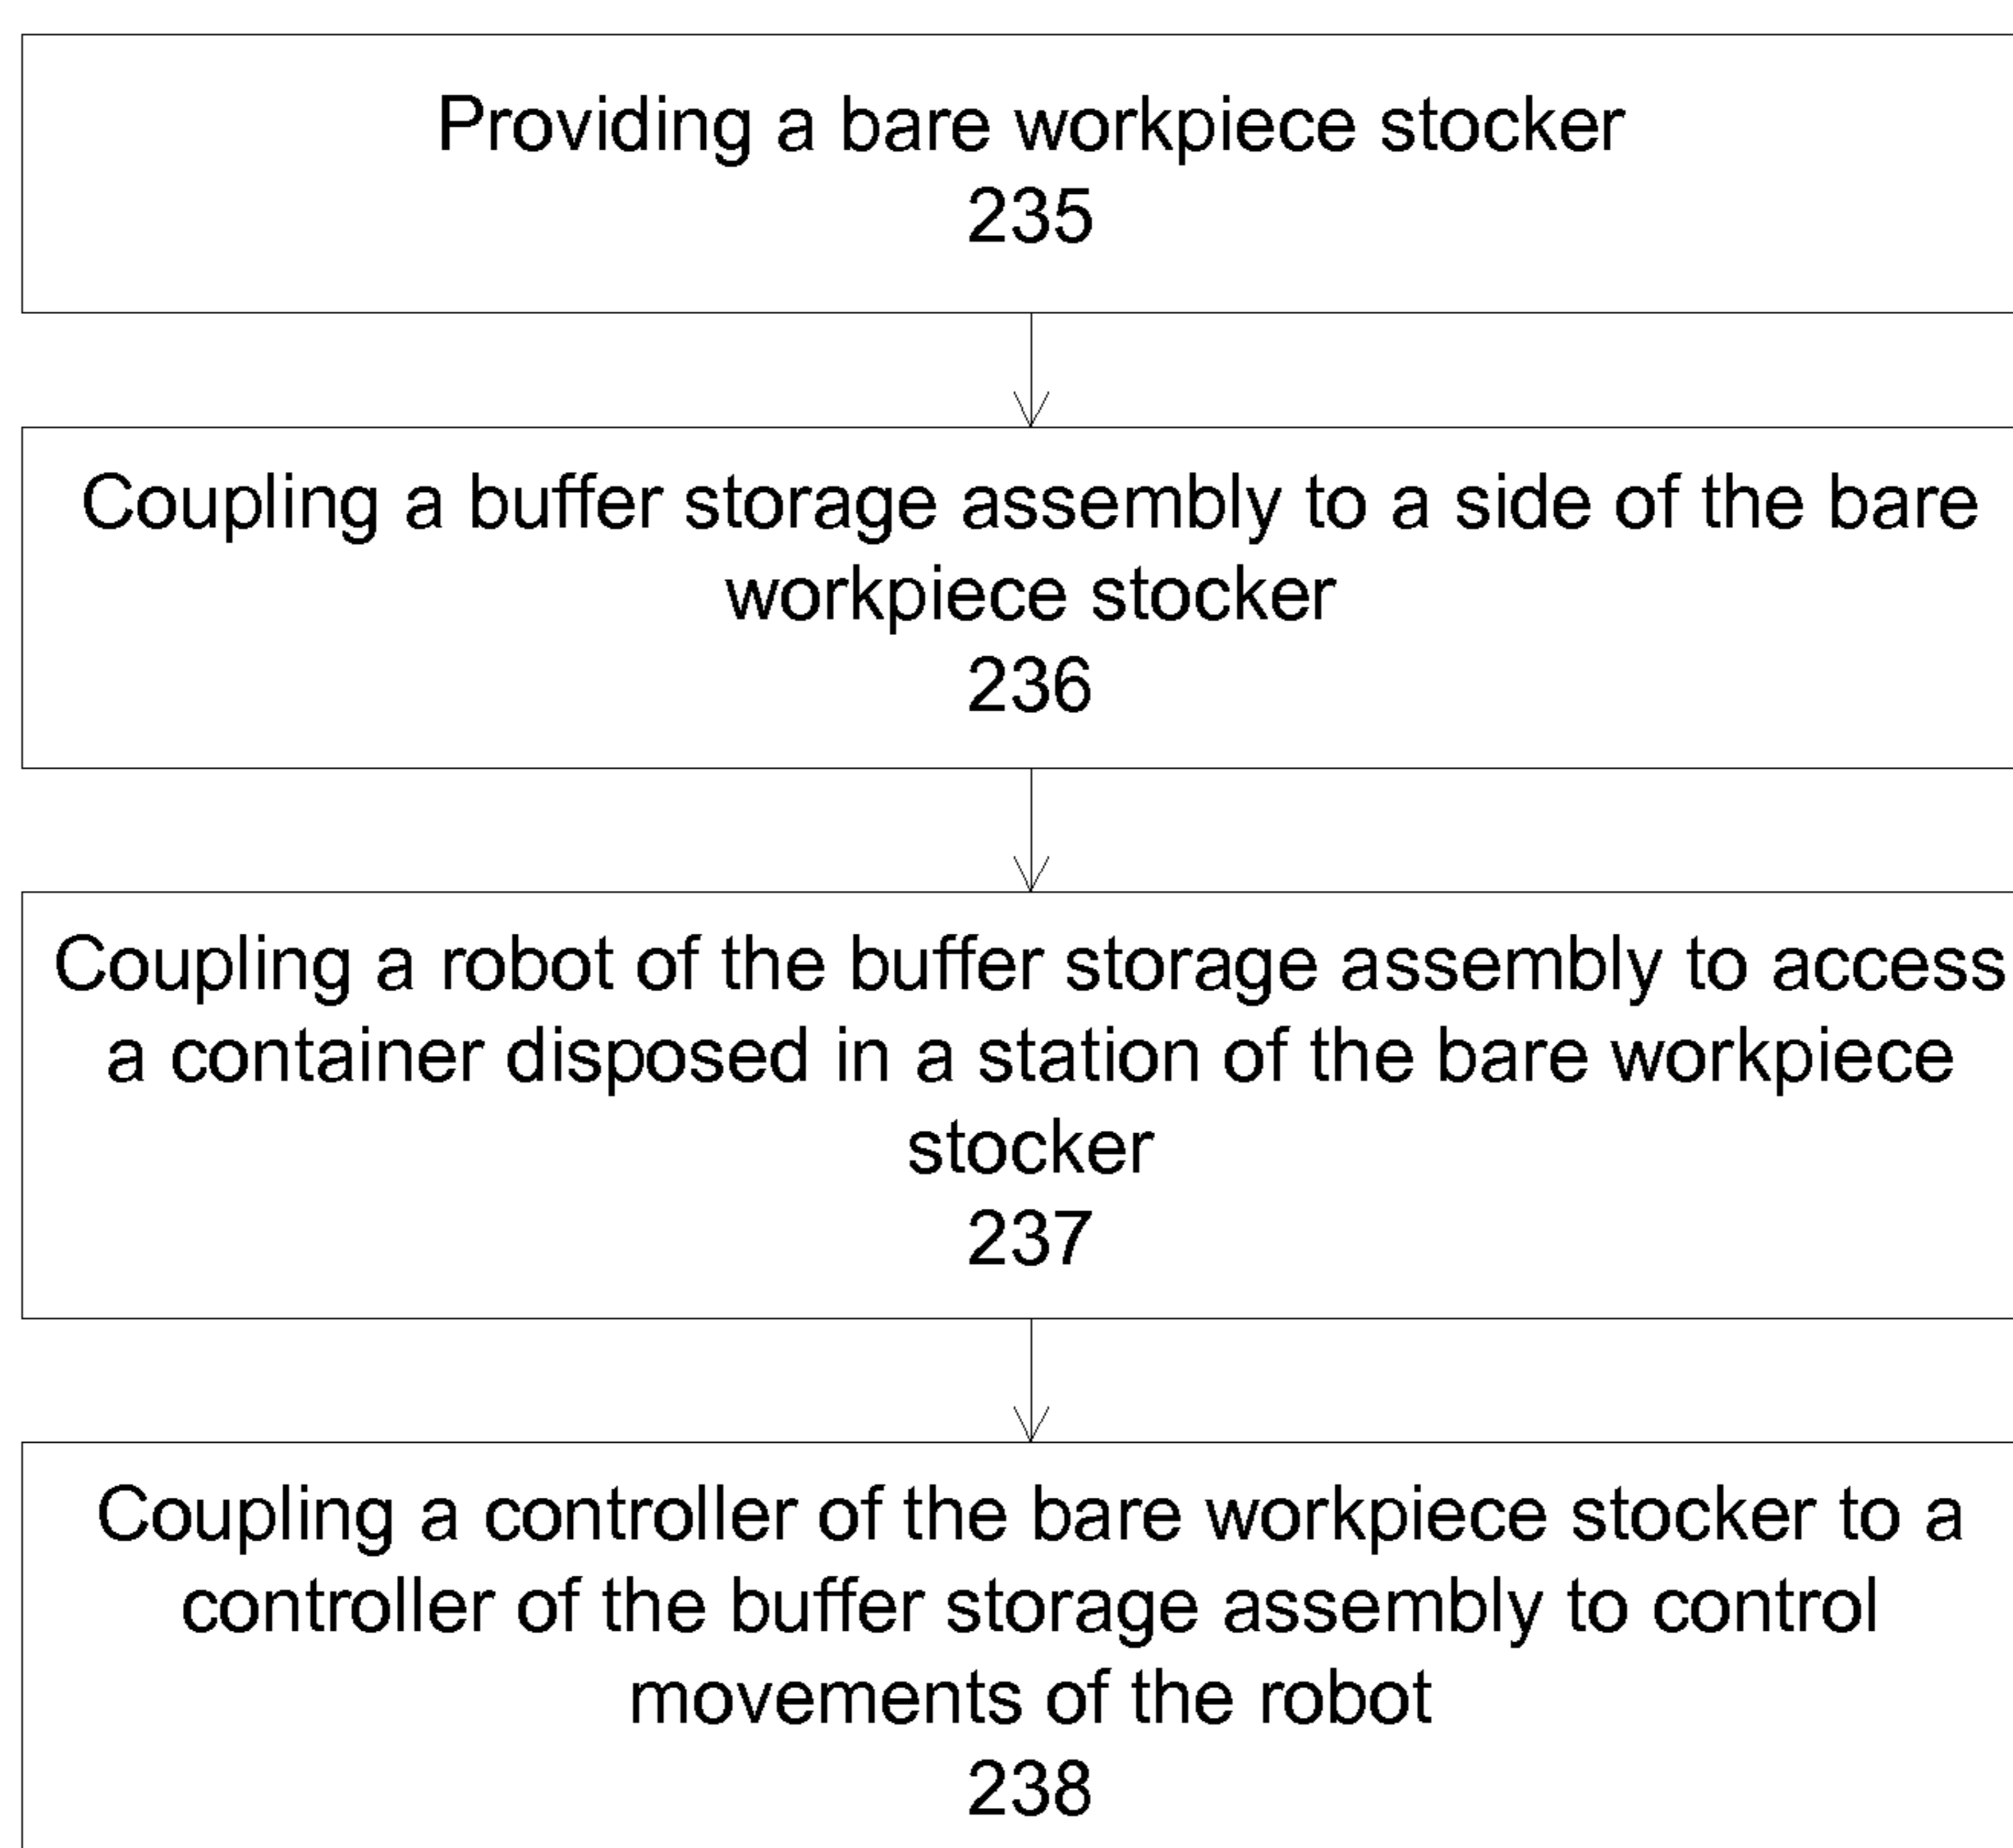 Providing a bare workpiece stocker
235
Coupling a buffer storage assembly to a side of the bare
workpiece stocker
236
Coupling a robot of the buffer storage assembly to access
a container disposed in a station of the bare workpiece
stocker
237
Coupling a controller of the bare workpiece stocker to a
controller of the buffer storage assembly to control
movements of the robot
238